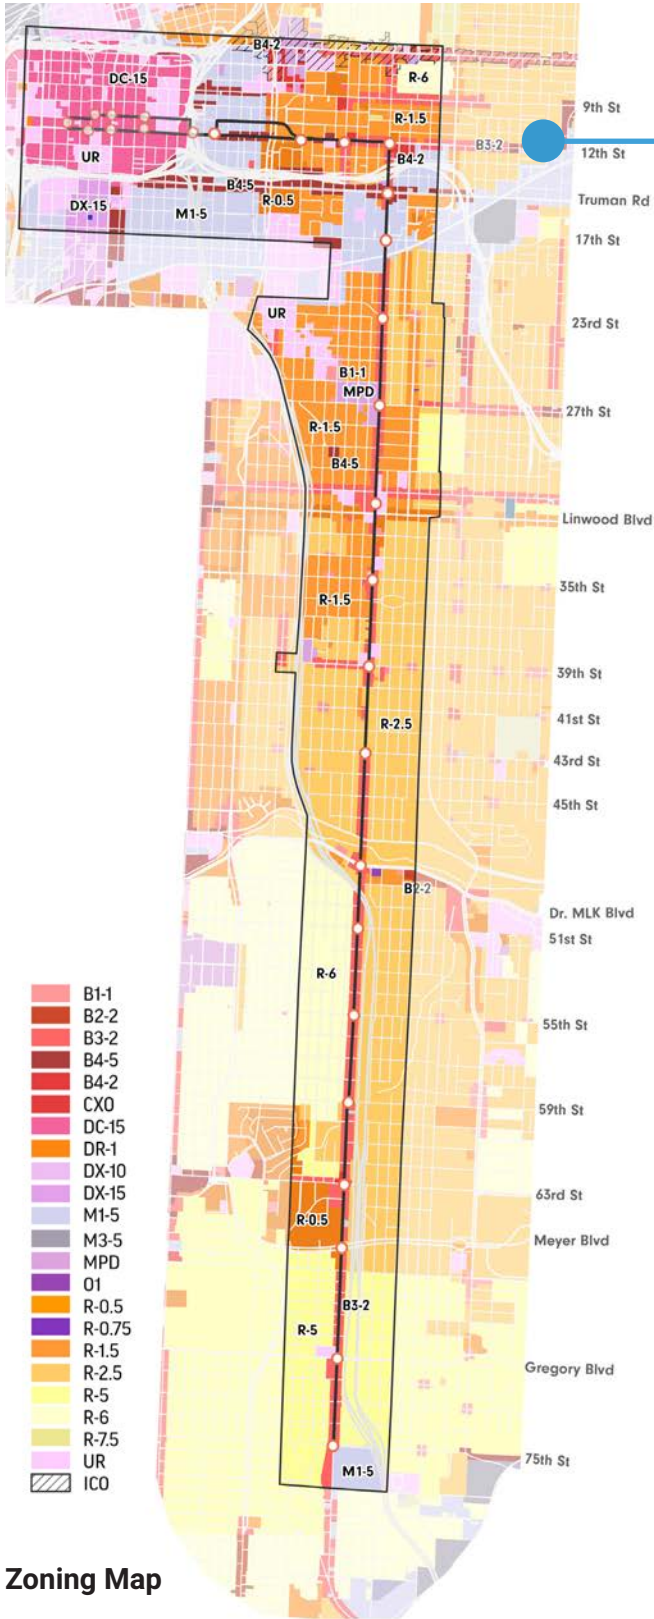 B4-2
DC-15
R-6
9th St
R-1.5
B3-2
12th St
UR
B4-2
B4-5
R-0.5
Truman Rd
DX-15
M1-5
17th St
UR
23rd St
B1-1
MPD
27th St
R-1.5
B4-5
Linwood Blvd
35th St
R-1.5
39th St
41st St
R-2.5
43rd St
45th St
B2-2
Dr. MLK Blvd
51st St
R-6
55th St
59th St
63rd St
R-0.5
Meyer Blvd
B3-2
R-5
Gregory Blvd
75th St
M1-5
B1-1
B2-2
B3-2
B4-5
B4-2
CXO
DC-15
DR-1
DX-10
DX-15
M1-5
M3-5
MPD
O1
R-0.5
R-0.75
R-1.5
R-2.5
R-5
R-6
R-7.5
UR
ICO
Zoning Map